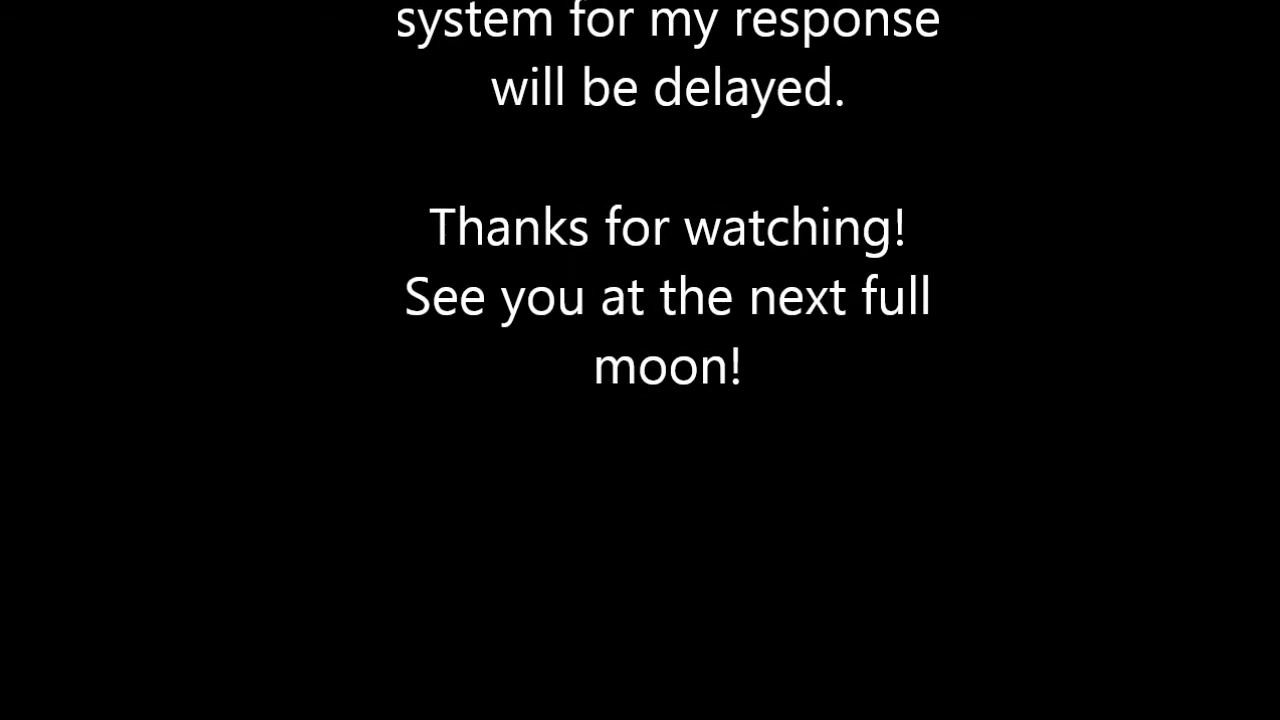 system for my response
will be delayed.
Thanks for watching!
See you at the next full
moon!